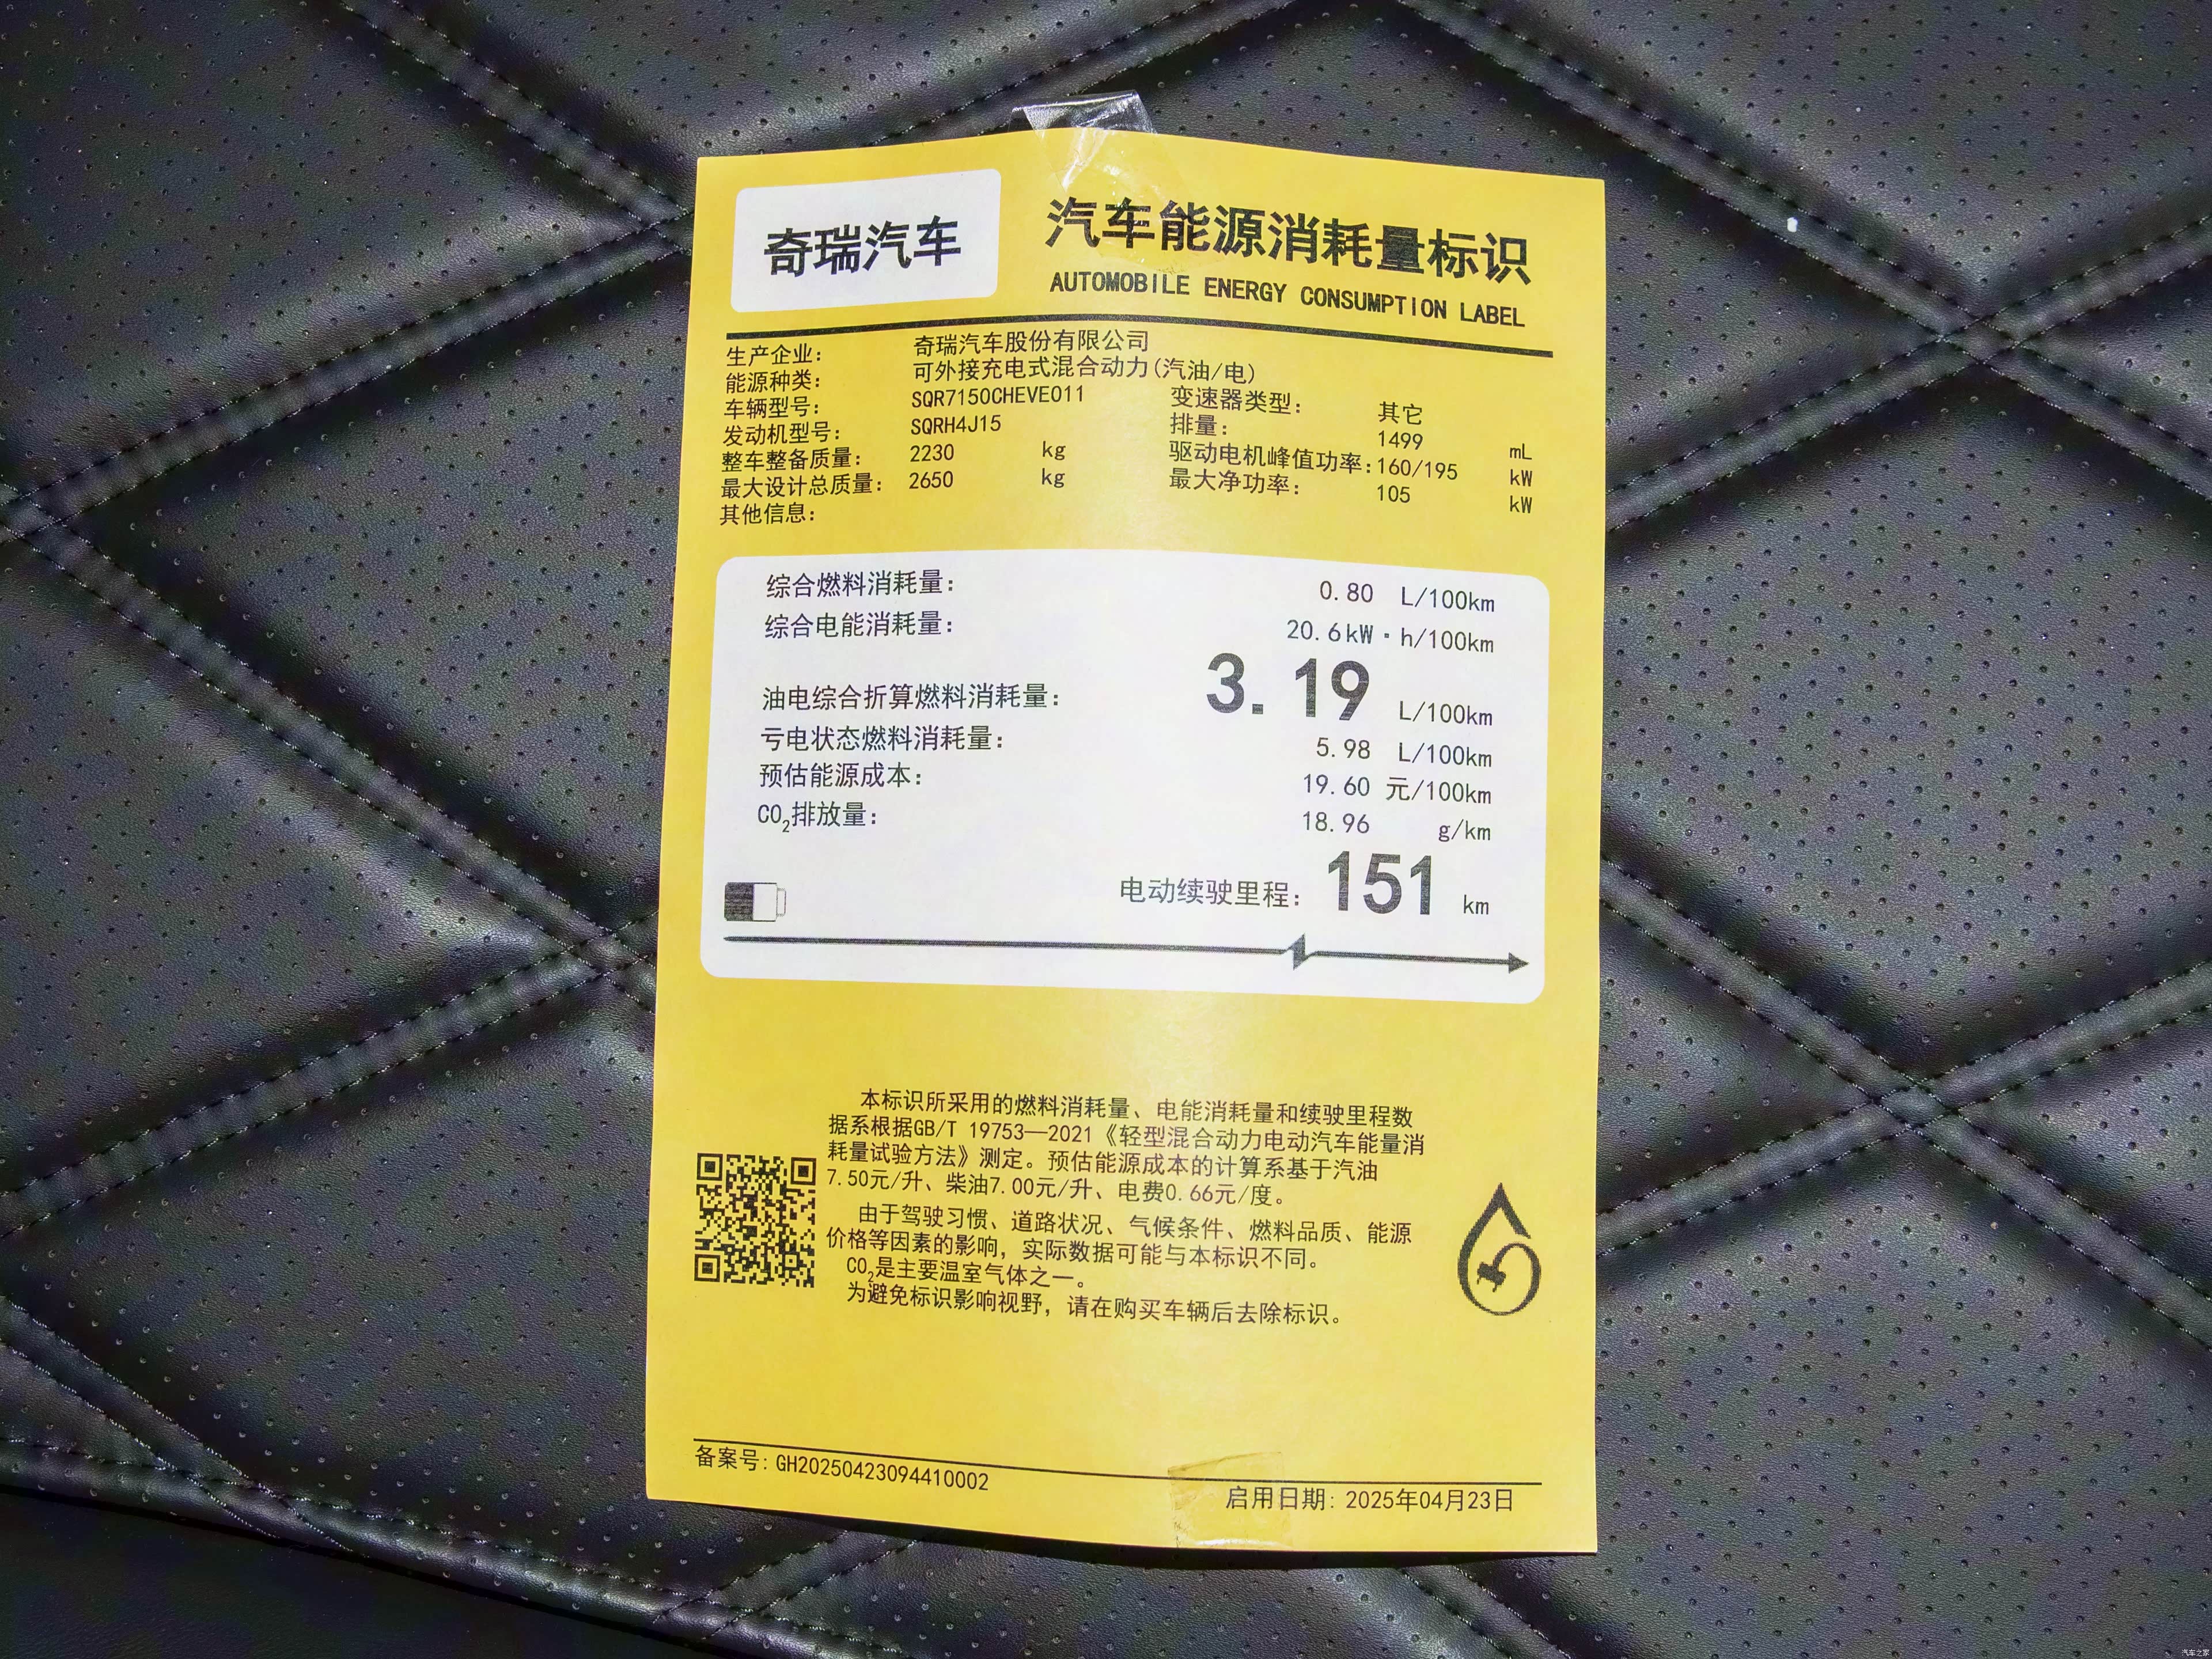 奇瑞汽车
汽车能源消耗量标识
AUTOMOBILE ENERGY CONSUMPTION LABEL
生产企业: 奇瑞汽车股份有限公司
能源种类: 可外接充电式混合动力(汽油/电)
车辆型号: SQR7150CHEVE011 变速器类型: 其它
发动机型号: SQRH4J15 排量: 1499 mL
整车整备质量: 2230 kg 驱动电机峰值功率:160/195 kW
最大设计总质量: 2650 kg 最大净功率: 105 kW
其他信息:
综合燃料消耗量: 0.80 L/100km
综合电能消耗量: 20.6kW·h/100km
油电综合折算燃料消耗量: 3.19 L/100km
亏电状态燃料消耗量: 5.98 L/100km
预估能源成本: 19.60 元/100km
CO₂排放量: 18.96 g/km
电动续驶里程: 151 km
本标识所采用的燃料消耗量、电能消耗量和续驶里程数
据系根据GB/T 19753—2021《轻型混合动力电动汽车能量消
耗量试验方法》测定。预估能源成本的计算系基于汽油
7.50元/升、柴油7.00元/升、电费0.66元/度。
由于驾驶习惯、道路状况、气候条件、燃料品质、能源
价格等因素的影响，实际数据可能与本标识不同。
CO₂是主要温室气体之一。
为避免标识影响视野，请在购买车辆后去除标识。
备案号: GH20250423094410002
启用日期: 2025年04月23日
汽车之家